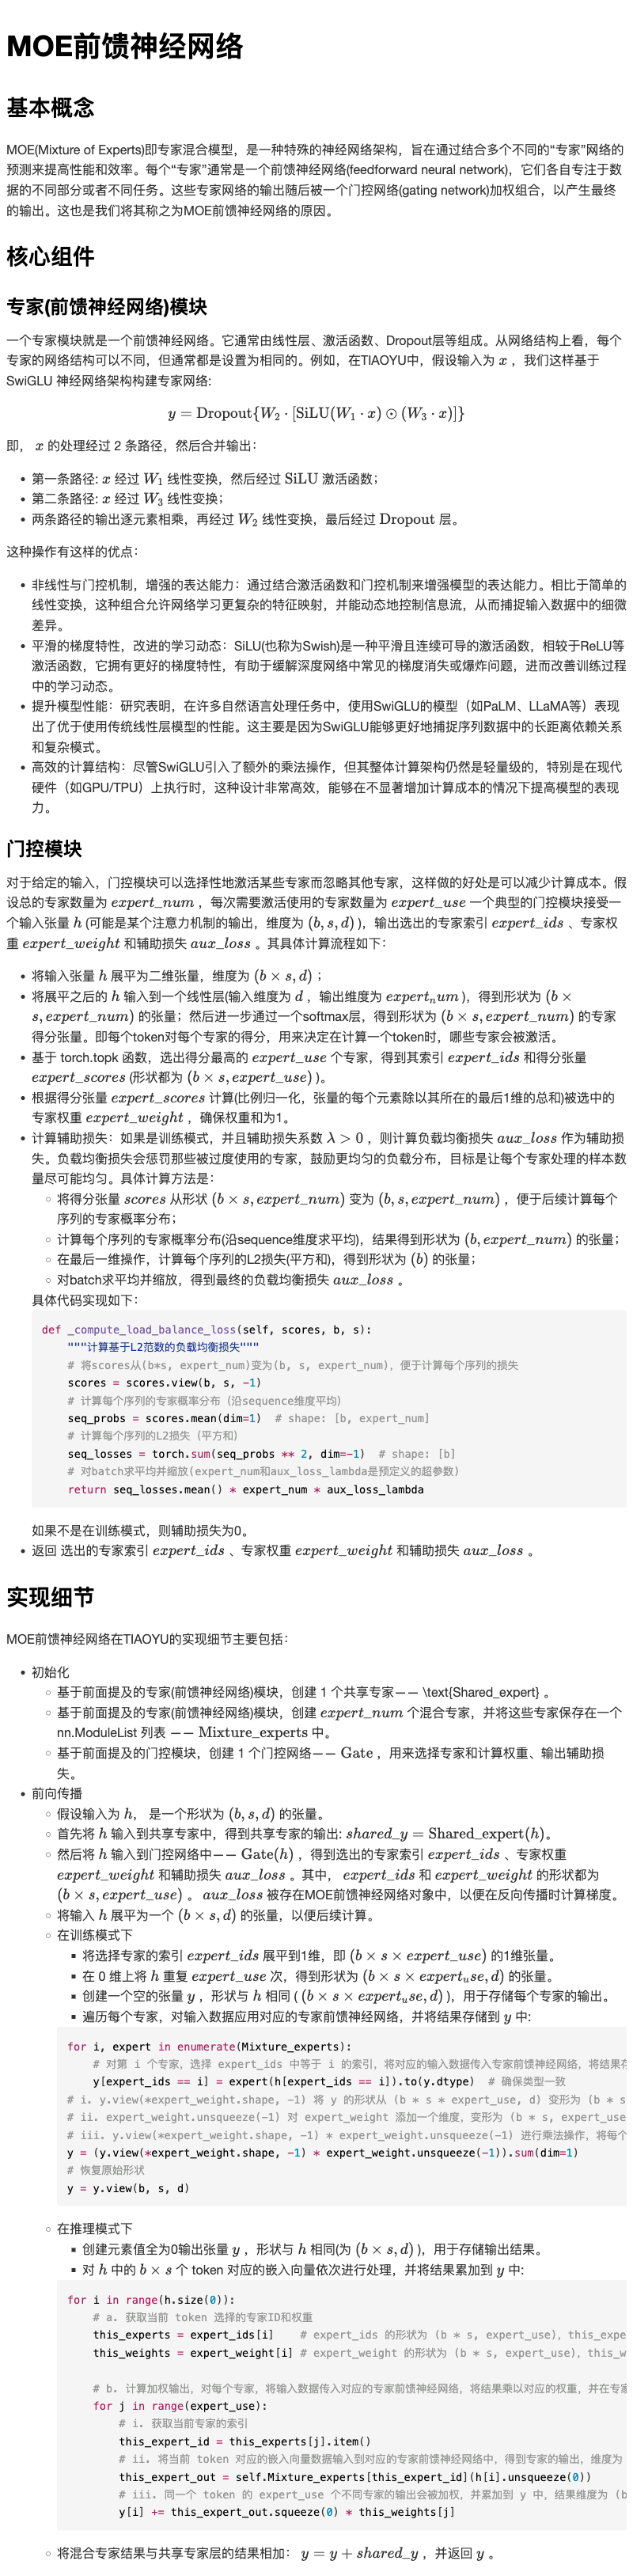 MOE前馈神经网络
基本概念
MOE(Mixture of Experts)即专家混合模型，是一种特殊的神经网络架构，旨在通过结合多个不同的“专家”网络的
预测来提高性能和效率。每个“专家”通常是一个前馈神经网络(feedforward neural network)，它们各自专注于数
据的不同部分或者不同任务。这些专家网络的输出随后被一个门控网络(gating network)加权组合，以产生最终
的输出。这也是我们将其称之为MOE前馈神经网络的原因。
核心组件
专家(前馈神经网络)模块
一个专家模块就是一个前馈神经网络。它通常由线性层、激活函数、Dropout层等组成。从网络结构上看，每个
专家的网络结构可以不同，但通常都是设置为相同的。例如，在TIAOYU中，假设输入为 x ，我们这样基于
SwiGLU 神经网络架构构建专家网络:
y = Dropout{W₂ · [SiLU(W₁ · x) ⊙ (W₃ · x)]}
即， x 的处理经过 2 条路径，然后合并输出：
• 第一条路径: x 经过 W₁ 线性变换，然后经过 SiLU 激活函数；
• 第二条路径: x 经过 W₃ 线性变换；
• 两条路径的输出逐元素相乘，再经过 W₂ 线性变换，最后经过 Dropout 层。
这种操作有这样的优点：
• 非线性与门控机制，增强的表达能力：通过结合激活函数和门控机制来增强模型的表达能力。相比于简单的
线性变换，这种组合允许网络学习更复杂的特征映射，并能动态地控制信息流，从而捕捉输入数据中的细微
差异。
• 平滑的梯度特性，改进的学习动态：SiLU(也称为Swish)是一种平滑且连续可导的激活函数，相较于ReLU等
激活函数，它拥有更好的梯度特性，有助于缓解深度网络中常见的梯度消失或爆炸问题，进而改善训练过程
中的学习动态。
• 提升模型性能：研究表明，在许多自然语言处理任务中，使用SwiGLU的模型（如PaLM、LLaMA等）表现
出了优于使用传统线性层模型的性能。这主要是因为SwiGLU能够更好地捕捉序列数据中的长距离依赖关系
和复杂模式。
• 高效的计算结构：尽管SwiGLU引入了额外的乘法操作，但其整体计算架构仍然是轻量级的，特别是在现代
硬件（如GPU/TPU）上执行时，这种设计非常高效，能够在不显著增加计算成本的情况下提高模型的表现
力。
门控模块
对于给定的输入，门控模块可以选择性地激活某些专家而忽略其他专家，这样做的好处是可以减少计算成本。假
设总的专家数量为 expert_num ，每次需要激活使用的专家数量为 expert_use 一个典型的门控模块接受一
个输入张量 h (可能是某个注意力机制的输出，维度为 (b, s, d) )，输出选出的专家索引 expert_ids 、专家权
重 expert_weight 和辅助损失 aux_loss 。其具体计算流程如下：
• 将输入张量 h 展平为二维张量，维度为 (b × s, d) ；
• 将展平之后的 h 输入到一个线性层(输入维度为 d ，输出维度为 expertₙum )，得到形状为 (b ×
s, expert_num) 的张量；然后进一步通过一个softmax层，得到形状为 (b × s, expert_num) 的专家
得分张量。即每个token对每个专家的得分，用来决定在计算一个token时，哪些专家会被激活。
• 基于 torch.topk 函数，选出得分最高的 expert_use 个专家，得到其索引 expert_ids 和得分张量
expert_scores (形状都为 (b × s, expert_use) )。
• 根据得分张量 expert_scores 计算(比例归一化，张量的每个元素除以其所在的最后1维的总和)被选中的
专家权重 expert_weight ，确保权重和为1。
• 计算辅助损失：如果是训练模式，并且辅助损失系数 λ > 0 ，则计算负载均衡损失 aux_loss 作为辅助损
失。负载均衡损失会惩罚那些被过度使用的专家，鼓励更均匀的负载分布，目标是让每个专家处理的样本数
量尽可能均匀。具体计算方法是：
◦ 将得分张量 scores 从形状 (b × s, expert_num) 变为 (b, s, expert_num) ，便于后续计算每个
序列的专家概率分布；
◦ 计算每个序列的专家概率分布(沿sequence维度求平均)，结果得到形状为 (b, expert_num) 的张量；
◦ 在最后一维操作，计算每个序列的L2损失(平方和)，得到形状为 (b) 的张量；
◦ 对batch求平均并缩放，得到最终的负载均衡损失 aux_loss 。
具体代码实现如下：
def _compute_load_balance_loss(self, scores, b, s):
    """计算基于L2范数的负载均衡损失"""
    # 将scores从(b*s, expert_num)变为(b, s, expert_num)，便于计算每个序列的损失
    scores = scores.view(b, s, -1)
    # 计算每个序列的专家概率分布（沿sequence维度平均）
    seq_probs = scores.mean(dim=1)  # shape: [b, expert_num]
    # 计算每个序列的L2损失（平方和）
    seq_losses = torch.sum(seq_probs ** 2, dim=-1)  # shape: [b]
    # 对batch求平均并缩放(expert_num和aux_loss_lambda是预定义的超参数)
    return seq_losses.mean() * expert_num * aux_loss_lambda
如果不是在训练模式，则辅助损失为0。
• 返回 选出的专家索引 expert_ids 、专家权重 expert_weight 和辅助损失 aux_loss 。
实现细节
MOE前馈神经网络在TIAOYU的实现细节主要包括：
• 初始化
◦ 基于前面提及的专家(前馈神经网络)模块，创建 1 个共享专家—— \text{Shared_expert} 。
◦ 基于前面提及的专家(前馈神经网络)模块，创建 expert_num 个混合专家，并将这些专家保存在一个
nn.ModuleList 列表 —— Mixture_experts 中。
◦ 基于前面提及的门控模块，创建 1 个门控网络—— Gate ，用来选择专家和计算权重、输出辅助损
失。
• 前向传播
◦ 假设输入为 h， 是一个形状为 (b, s, d) 的张量。
◦ 首先将 h 输入到共享专家中，得到共享专家的输出: shared_y = Shared_expert(h)。
◦ 然后将 h 输入到门控网络中—— Gate(h) ，得到选出的专家索引 expert_ids 、专家权重
expert_weight 和辅助损失 aux_loss 。其中， expert_ids 和 expert_weight 的形状都为
(b × s, expert_use) 。 aux_loss 被存在MOE前馈神经网络对象中，以便在反向传播时计算梯度。
◦ 将输入 h 展平为一个 (b × s, d) 的张量，以便后续计算。
◦ 在训练模式下
▪ 将选择专家的索引 expert_ids 展平到1维，即 (b × s × expert_use) 的1维张量。
▪ 在 0 维上将 h 重复 expert_use 次，得到形状为 (b × s × expertᵤse, d) 的张量。
▪ 创建一个空的张量 y ，形状与 h 相同 ( (b × s × expertᵤse, d) )，用于存储每个专家的输出。
▪ 遍历每个专家，对输入数据应用对应的专家前馈神经网络，并将结果存储到 y 中:
for i, expert in enumerate(Mixture_experts):
    # 对第 i 个专家，选择 expert_ids 中等于 i 的索引，将对应的输入数据传入专家前馈神经网络，将结果存
    y[expert_ids == i] = expert(h[expert_ids == i]).to(y.dtype)  # 确保类型一致
# i. y.view(*expert_weight.shape, -1) 将 y 的形状从 (b * s * expert_use, d) 变形为 (b * s
# ii. expert_weight.unsqueeze(-1) 对 expert_weight 添加一个维度，变形为 (b * s, expert_use
# iii. y.view(*expert_weight.shape, -1) * expert_weight.unsqueeze(-1) 进行乘法操作，将每个
y = (y.view(*expert_weight.shape, -1) * expert_weight.unsqueeze(-1)).sum(dim=1)
# 恢复原始形状
y = y.view(b, s, d)
◦ 在推理模式下
▪ 创建元素值全为0输出张量 y ，形状与 h 相同(为 (b × s, d) )，用于存储输出结果。
▪ 对 h 中的 b × s 个 token 对应的嵌入向量依次进行处理，并将结果累加到 y 中:
for i in range(h.size(0)):
    # a. 获取当前 token 选择的专家ID和权重
    this_experts = expert_ids[i]    # expert_ids 的形状为 (b * s, expert_use)，this_expe
    this_weights = expert_weight[i] # expert_weight 的形状为 (b * s, expert_use)，this_w
    # b. 计算加权输出，对每个专家，将输入数据传入对应的专家前馈神经网络，将结果乘以对应的权重，并在专家
    for j in range(expert_use):
        # i. 获取当前专家的索引
        this_expert_id = this_experts[j].item()
        # ii. 将当前 token 对应的嵌入向量数据输入到对应的专家前馈神经网络中，得到专家的输出，维度为
        this_expert_out = self.Mixture_experts[this_expert_id](h[i].unsqueeze(0))
        # iii. 同一个 token 的 expert_use 个不同专家的输出会被加权，并累加到 y 中，结果维度为 (b
        y[i] += this_expert_out.squeeze(0) * this_weights[j]
◦ 将混合专家结果与共享专家层的结果相加： y = y + shared_y ，并返回 y 。